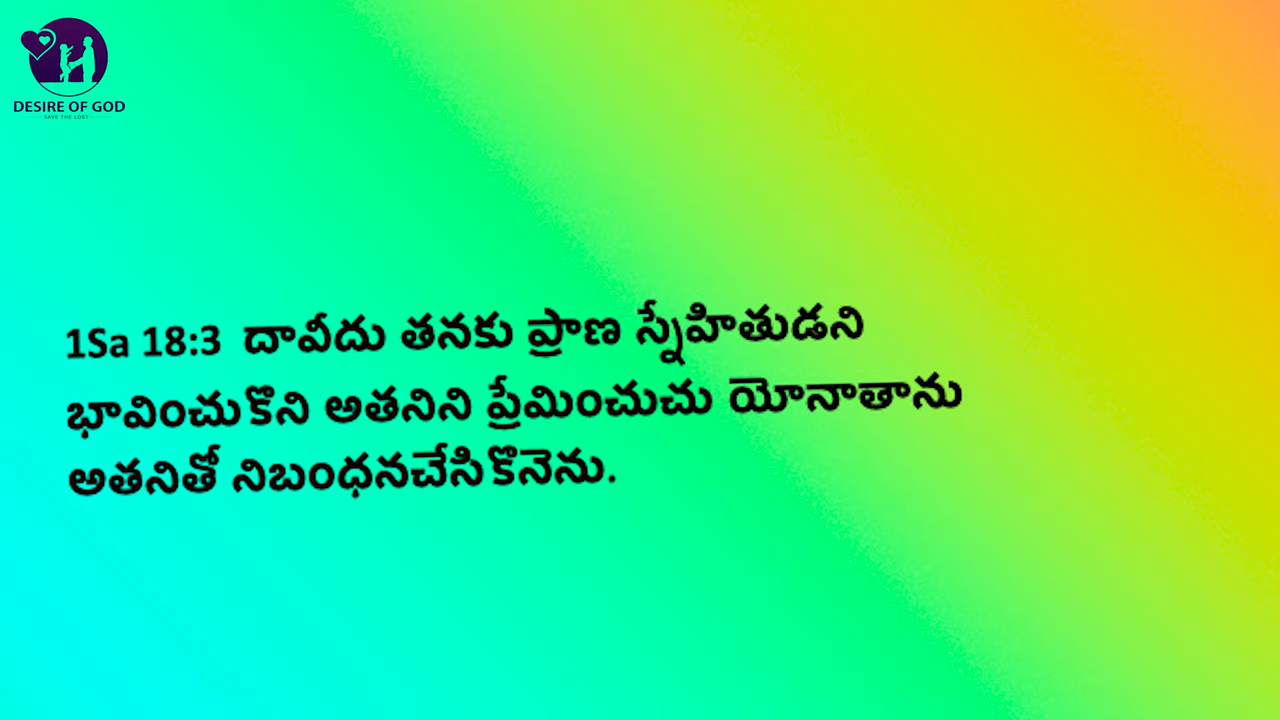 DESIRE OF GOD
SAVE THE LOST
1Sa 18:3 దావీదు తనకు ప్రాణ స్నేహితుడని
భావించుకొని అతనిని ప్రేమించుచు యోనాతాను
అతనితో నిబంధనచేసికొనెను.